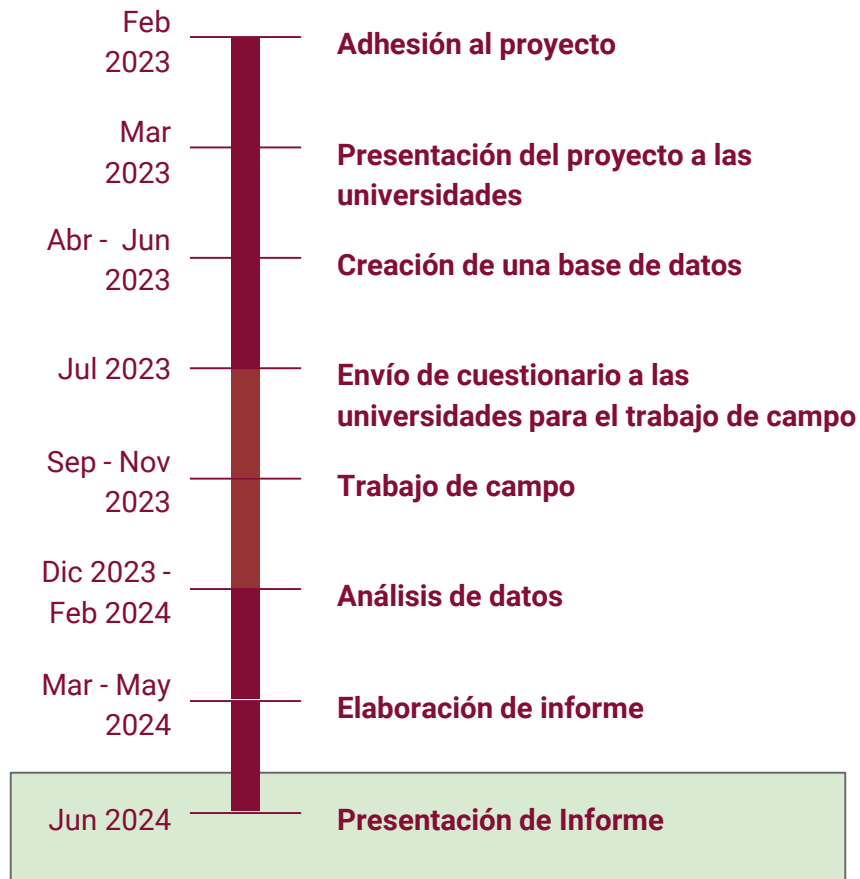 Feb
2023
Adhesión al proyecto
Mar
2023
Presentación del proyecto a las
universidades
Abr - Jun
2023
Creación de una base de datos
Jul 2023
Envío de cuestionario a las
universidades para el trabajo de campo
Sep - Nov
2023
Trabajo de campo
Dic 2023 -
Feb 2024
Análisis de datos
Mar - May
2024
Elaboración de informe
Jun 2024
Presentación de Informe